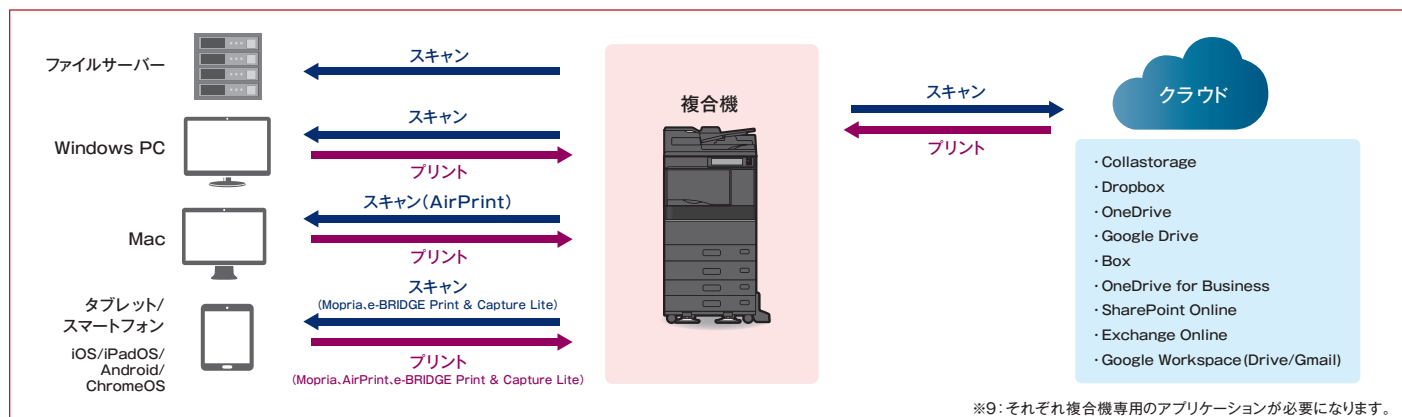 ファイルサーバー
スキャン
Windows PC
スキャン
プリント
Mac
スキャン(AirPrint)
プリント
タブレット/
スマートフォン
iOS/iPadOS/
Android/
ChromeOS
スキャン
(Mopria、e-BRIDGE Print & Capture Lite)
プリント
(Mopria、AirPrint、e-BRIDGE Print & Capture Lite)
複合機
スキャン
プリント
クラウド
・Collastorage
・Dropbox
・OneDrive
・Google Drive
・Box
・OneDrive for Business
・SharePoint Online
・Exchange Online
・Google Workspace(Drive/Gmail)
※9:それぞれ複合機専用のアプリケーションが必要になります。